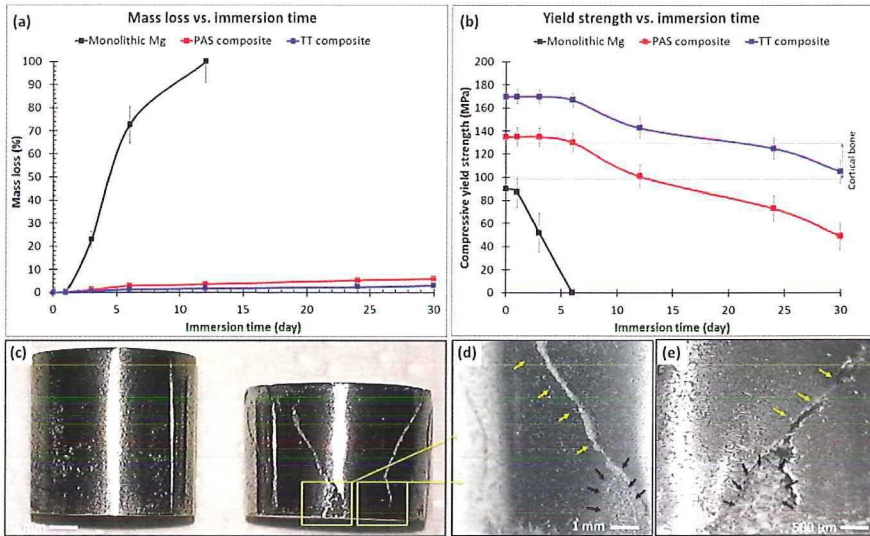 (a)
Mass loss vs. immersion time
Monolithic Mg
PAS composite
TT composite
100
90
80
70
60
50
40
30
20
10
0
Mass loss (%)
0
5
10
15
20
25
30
Immersion time (day)
(b)
Yield strength vs. immersion time
Monolithic Mg
PAS composite
TT composite
200
180
160
140
120
100
80
60
40
20
0
Compressive yield strength (MPa)
Cortical bone
0
5
10
15
20
25
30
Immersion time (day)
(c)
(d)
1 mm
(e)
500 µm